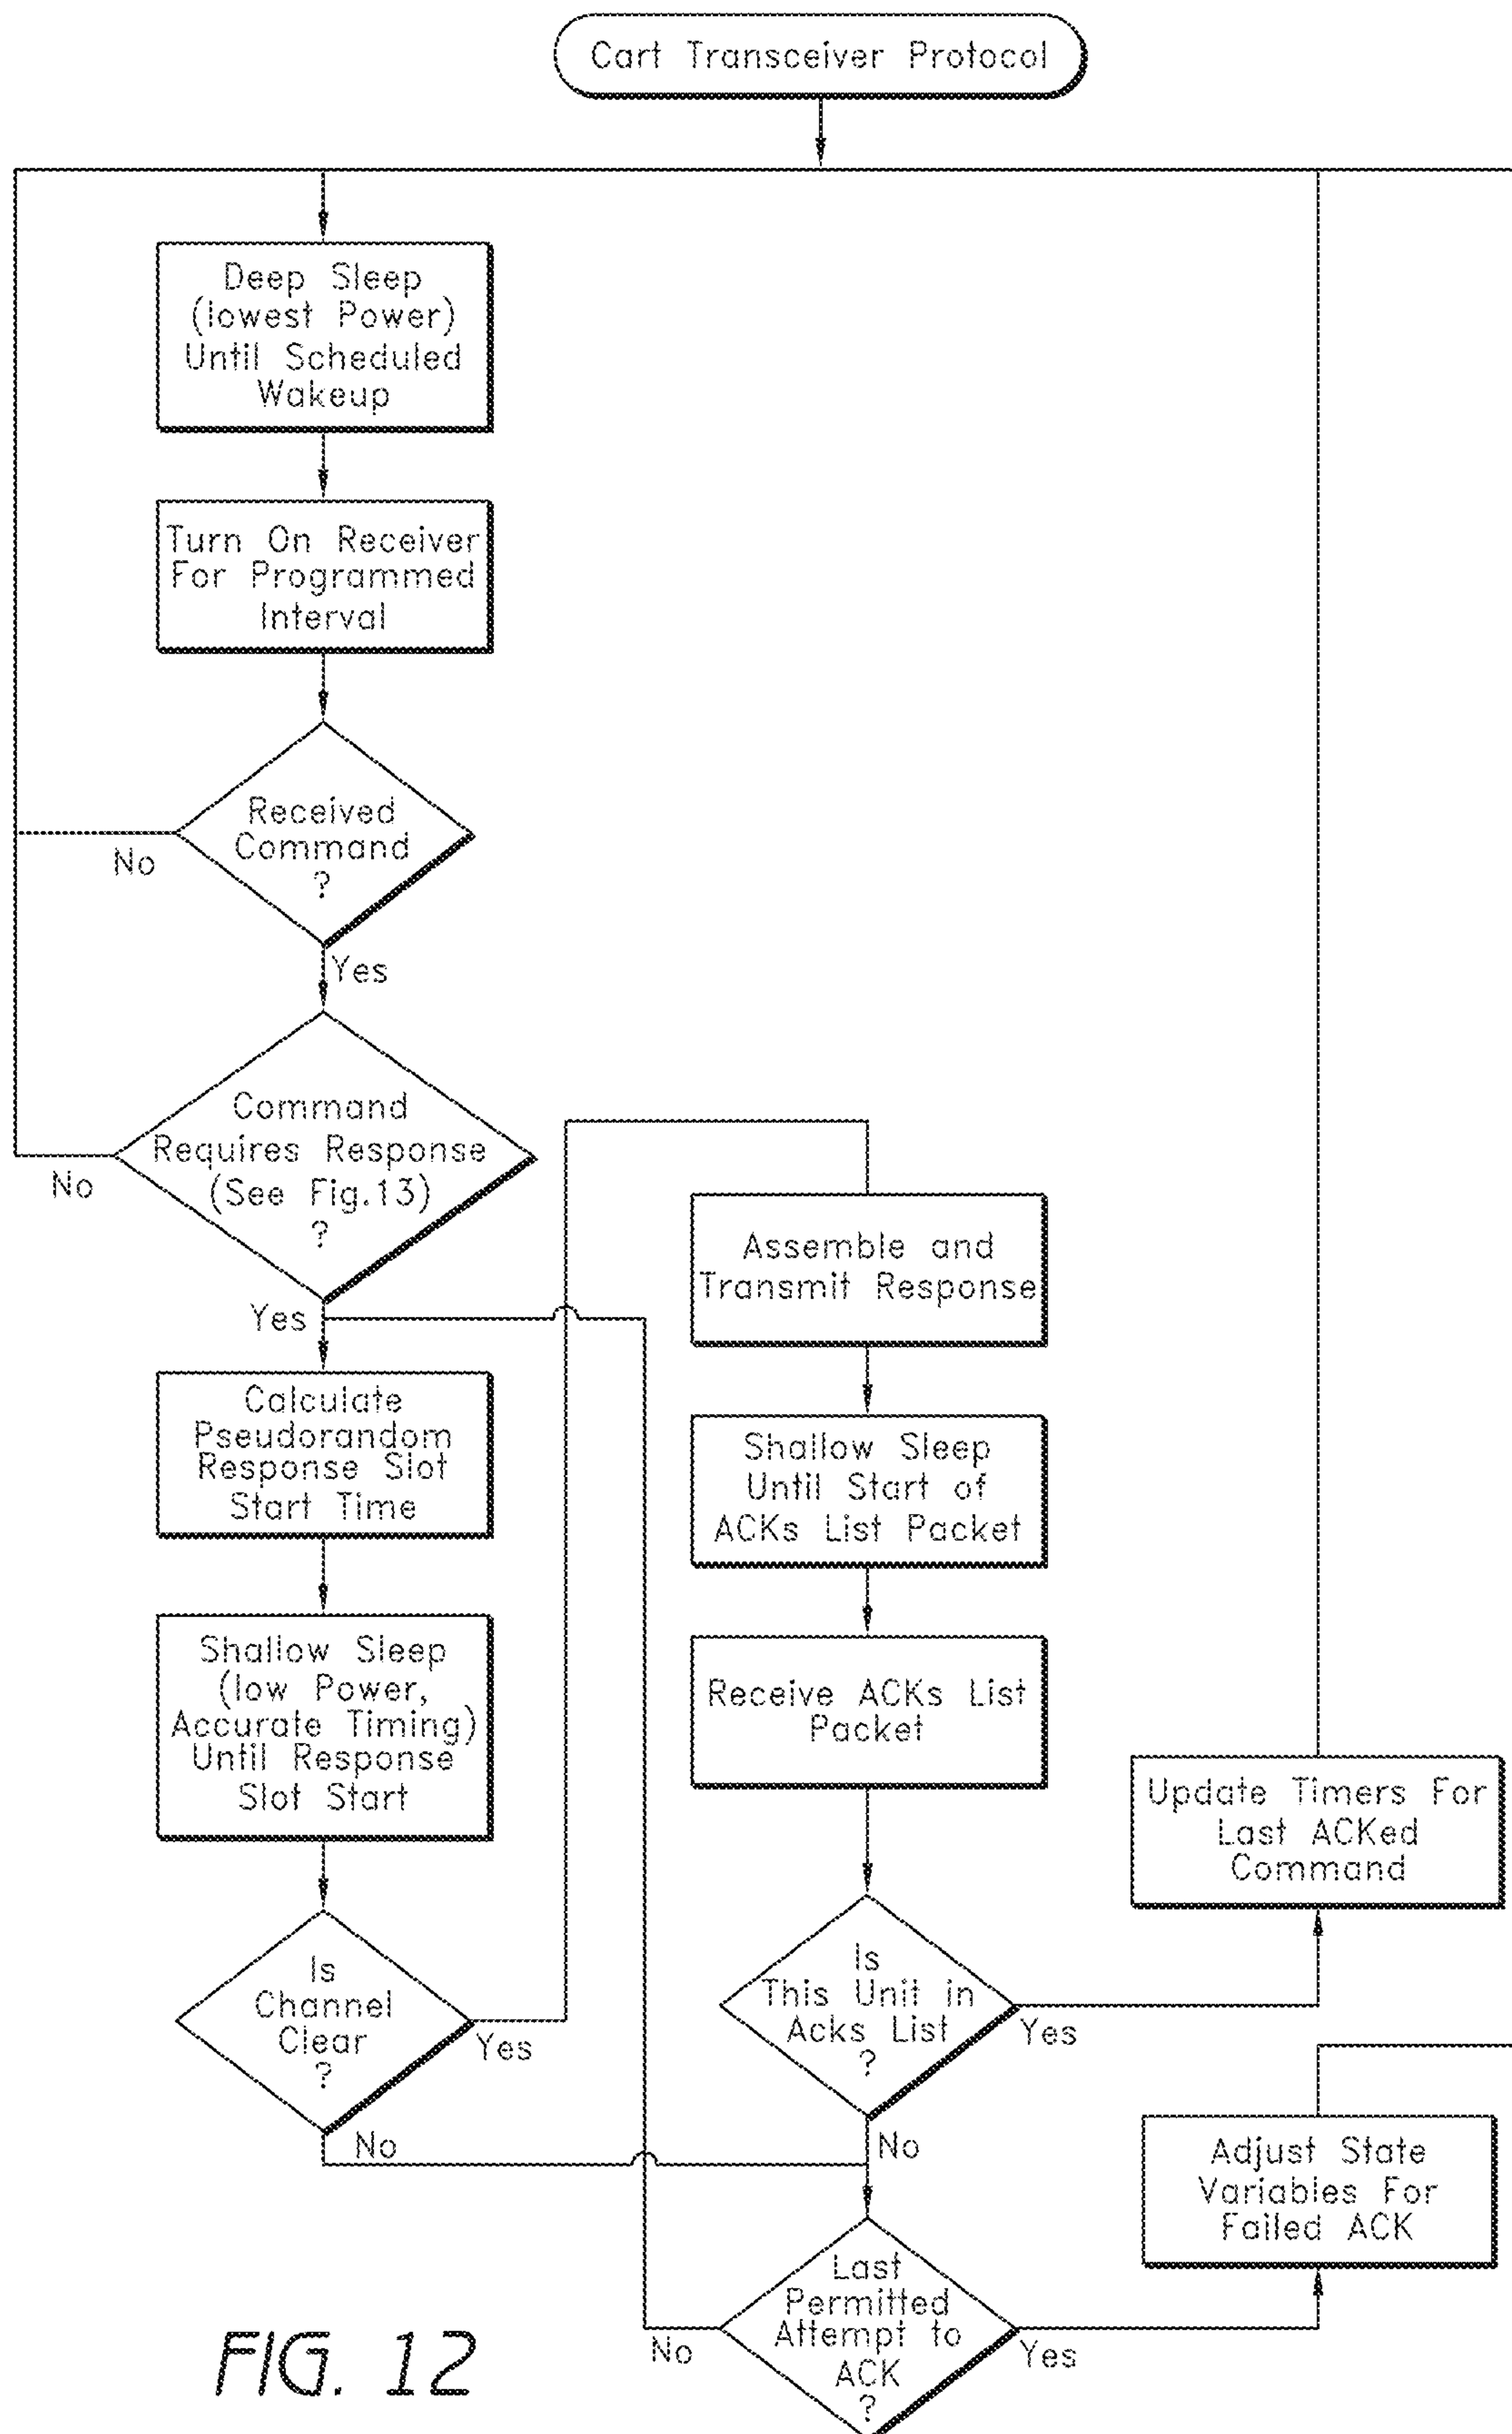 Cart Transceiver Protocol
Deep Sleep
(lowest Power)
Until Scheduled
Wakeup
Turn On Receiver
For Programmed
Interval
Received
Command
?
No
Yes
Command
Requires Response
(See Fig.13)
?
No
Yes
Calculate
Pseudorandom
Response Slot
Start Time
Shallow Sleep
(low Power,
Accurate Timing)
Until Response
Slot Start
Is
Channel
Clear
?
Yes
No
Assemble and
Transmit Response
Shallow Sleep
Until Start of
ACKs List Packet
Receive ACKs List
Packet
Is
This Unit in
Acks List
?
Yes
No
Update Timers For
Last ACKed
Command
Last
Permitted
Attempt to
ACK
?
No
Yes
Adjust State
Variables For
Failed ACK
FIG. 12